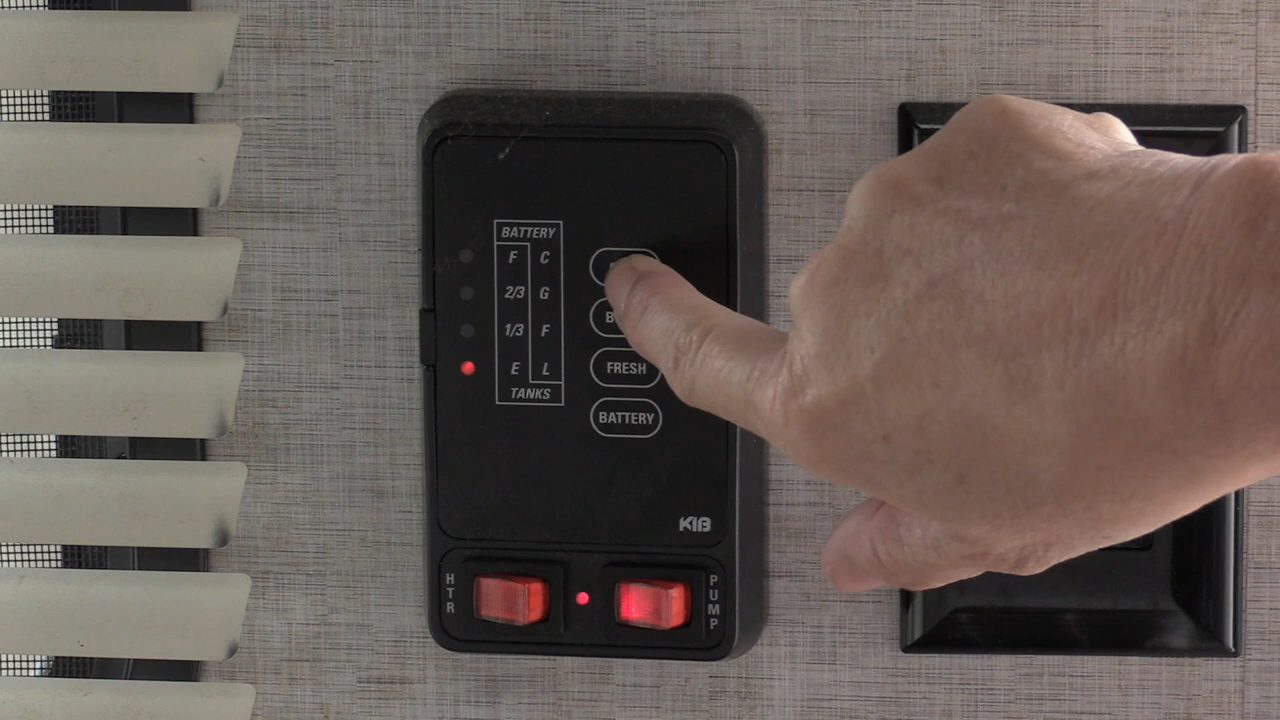 BATTERY
F C
2/3 G
1/3 F
E L
TANKS
FRESH
BATTERY
KIB
HTR
PUMP